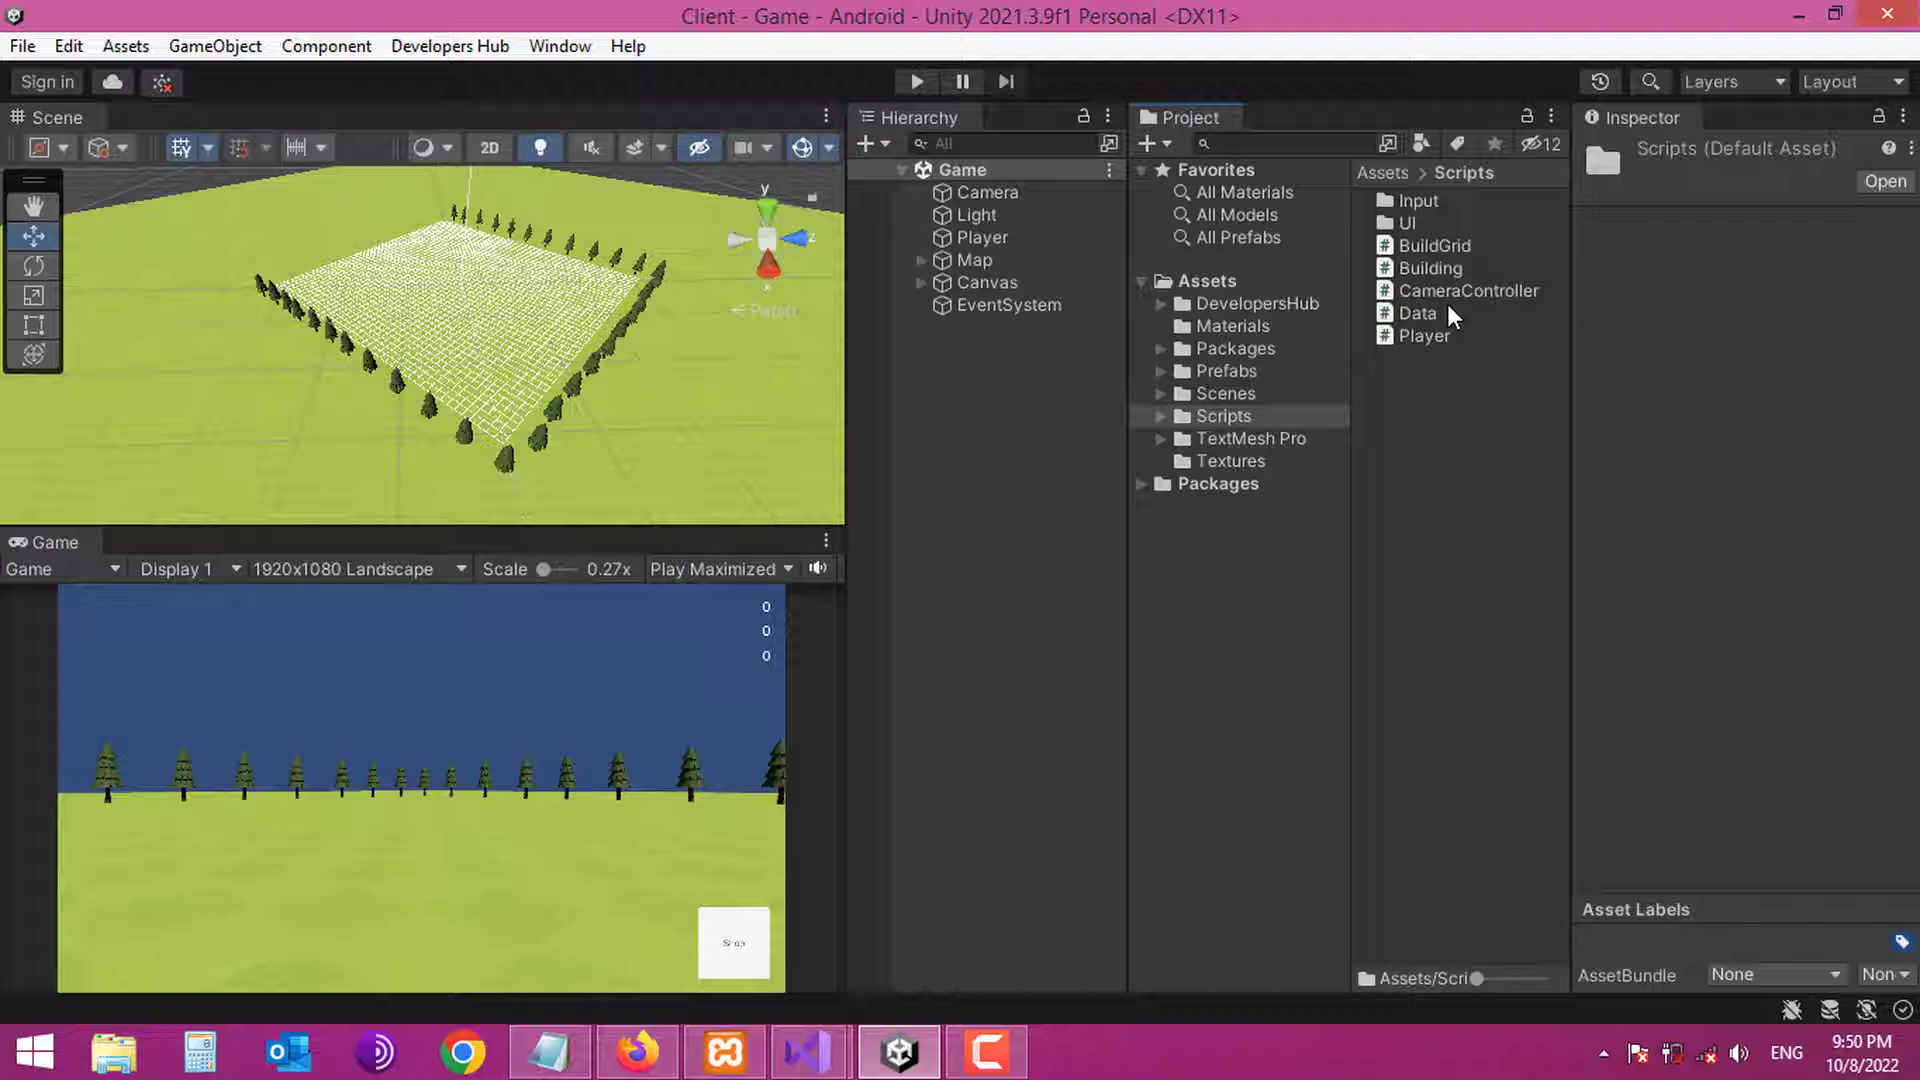 Client - Game - Android - Unity 2021.3.9f1 Personal <DX11>
File Edit Assets GameObject Component Developers Hub Window Help
Sign in Layers Layout
Scene
2D
y
z
x
Persp
Game
Game Display 1 1920x1080 Landscape Scale 0.27x Play Maximized
0
0
0
Shop
Hierarchy
All
Game
Camera
Light
Player
Map
Canvas
EventSystem
Project
12
Favorites
All Materials
All Models
All Prefabs
Assets
DevelopersHub
Materials
Packages
Prefabs
Scenes
Scripts
TextMesh Pro
Textures
Packages
Assets > Scripts
Input
UI
BuildGrid
Building
CameraController
Data
Player
Assets/Scri
Inspector
Scripts (Default Asset)
Open
Asset Labels
AssetBundle None Non
ENG
9:50 PM
10/8/2022